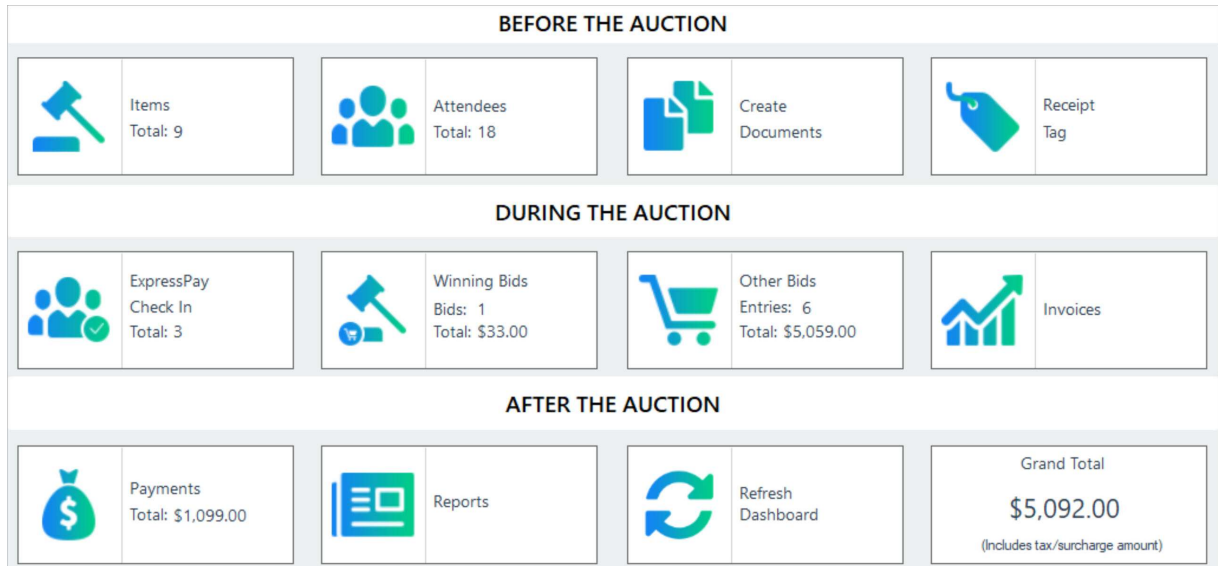 BEFORE THE AUCTION
Items
Total: 9
Attendees
Total: 18
Create
Documents
Receipt
Tag
DURING THE AUCTION
ExpressPay
Check In
Total: 3
Winning Bids
Bids: 1
Total: $33.00
Other Bids
Entries: 6
Total: $5,059.00
Invoices
AFTER THE AUCTION
$
Payments
Total: $1,099.00
Reports
Refresh
Dashboard
Grand Total
$5,092.00
(Includes tax/surcharge amount)